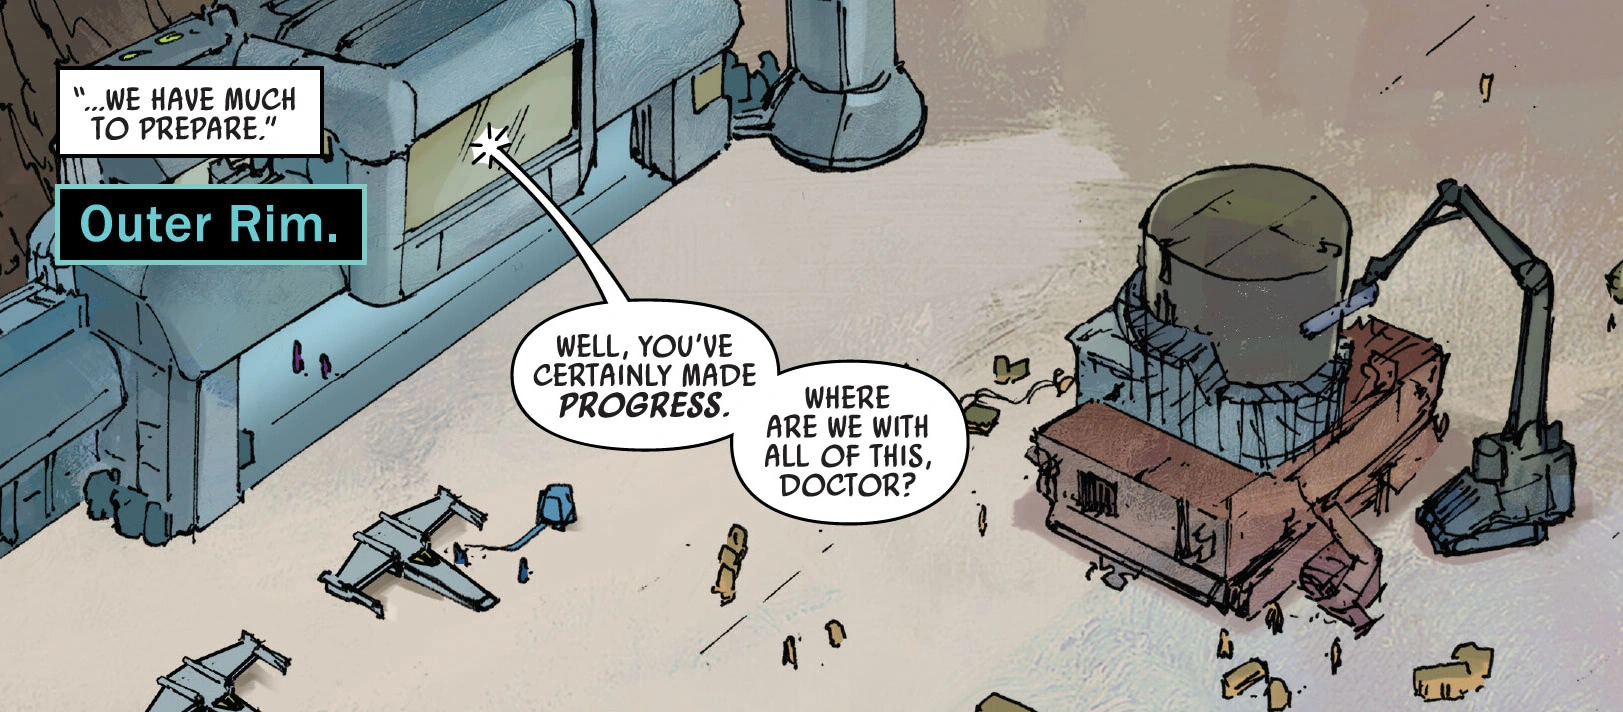 “...WE HAVE MUCH
TO PREPARE.”
Outer Rim.
WELL, YOU'VE
CERTAINLY MADE
PROGRESS.
WHERE
ARE WE WITH
ALL OF THIS,
DOCTOR?